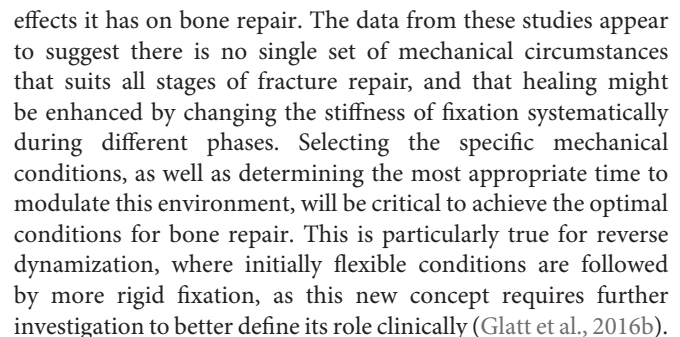 effects it has on bone repair. The data from these studies appear
to suggest there is no single set of mechanical circumstances
that suits all stages of fracture repair, and that healing might
be enhanced by changing the stiffness of fixation systematically
during different phases. Selecting the specific mechanical
conditions, as well as determining the most appropriate time to
modulate this environment, will be critical to achieve the optimal
conditions for bone repair. This is particularly true for reverse
dynamization, where initially flexible conditions are followed
by more rigid fixation, as this new concept requires further
investigation to better define its role clinically (Glatt et al., 2016b).